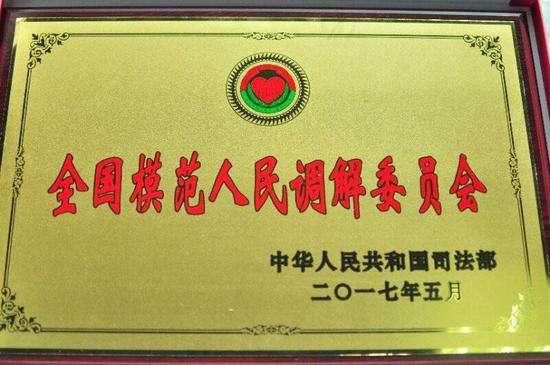 全国模范人民调解委员会
中华人民共和国司法部
二〇一七年五月